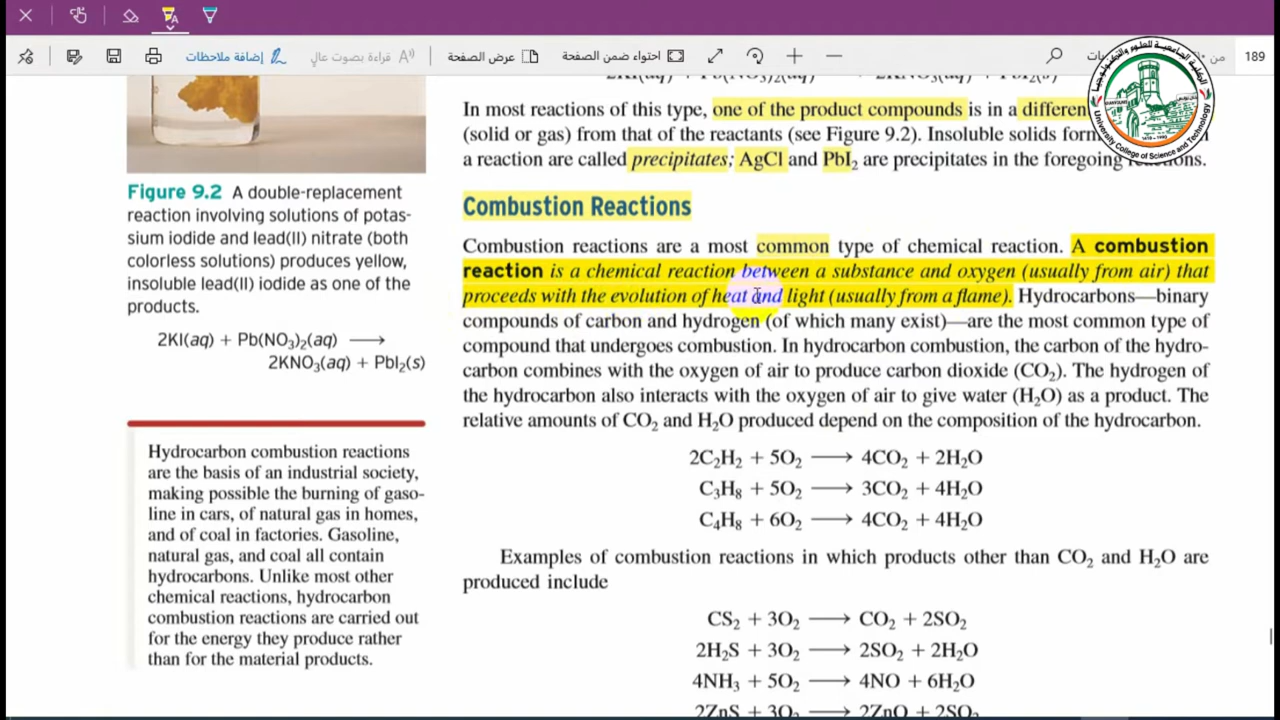 إضافة ملاحظات
قراءة بصوت عالٍ
عرض الصفحة
احتواء ضمن الصفحة
من
189
In most reactions of this type, one of the product compounds is in a different
(solid or gas) from that of the reactants (see Figure 9.2). Insoluble solids
a reaction are called precipitates; AgCl and PbI₂ are precipitates in the foregoing reactions.
University College of Science and Technology
Figure 9.2 A double-replacement
reaction involving solutions of potas-
sium iodide and lead(II) nitrate (both
colorless solutions) produces yellow,
insoluble lead(II) iodide as one of the
products.
2KI(aq) + Pb(NO₃)₂(aq) ⟶
2KNO₃(aq) + PbI₂(s)
Hydrocarbon combustion reactions
are the basis of an industrial society,
making possible the burning of gaso-
line in cars, of natural gas in homes,
and of coal in factories. Gasoline,
natural gas, and coal all contain
hydrocarbons. Unlike most other
chemical reactions, hydrocarbon
combustion reactions are carried out
for the energy they produce rather
than for the material products.
Combustion Reactions
Combustion reactions are a most common type of chemical reaction. A combustion
reaction is a chemical reaction between a substance and oxygen (usually from air) that
proceeds with the evolution of heat and light (usually from a flame). Hydrocarbons—binary
compounds of carbon and hydrogen (of which many exist)—are the most common type of
compound that undergoes combustion. In hydrocarbon combustion, the carbon of the hydro-
carbon combines with the oxygen of air to produce carbon dioxide (CO₂). The hydrogen of
the hydrocarbon also interacts with the oxygen of air to give water (H₂O) as a product. The
relative amounts of CO₂ and H₂O produced depend on the composition of the hydrocarbon.
2C₂H₂ + 5O₂ ⟶ 4CO₂ + 2H₂O
C₃H₈ + 5O₂ ⟶ 3CO₂ + 4H₂O
C₄H₈ + 6O₂ ⟶ 4CO₂ + 4H₂O
Examples of combustion reactions in which products other than CO₂ and H₂O are
produced include
CS₂ + 3O₂ ⟶ CO₂ + 2SO₂
2H₂S + 3O₂ ⟶ 2SO₂ + 2H₂O
4NH₃ + 5O₂ ⟶ 4NO + 6H₂O
2ZnS + 3O₂ ⟶ 2ZnO + 2SO₂